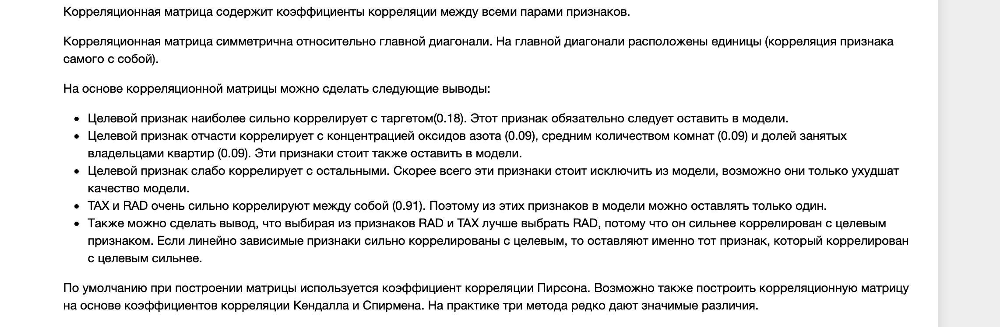 Корреляционная матрица содержит коэффициенты корреляции между всеми парами признаков.
Корреляционная матрица симметрична относительно главной диагонали. На главной диагонали расположены единицы (корреляция признака
самого с собой).
На основе корреляционной матрицы можно сделать следующие выводы:
• Целевой признак наиболее сильно коррелирует с таргетом(0.18). Этот признак обязательно следует оставить в модели.
• Целевой признак отчасти коррелирует с концентрацией оксидов азота (0.09), средним количеством комнат (0.09) и долей занятых
владельцами квартир (0.09). Эти признаки стоит также оставить в модели.
• Целевой признак слабо коррелирует с остальными. Скорее всего эти признаки стоит исключить из модели, возможно они только ухудшат
качество модели.
• TAX и RAD очень сильно коррелируют между собой (0.91). Поэтому из этих признаков в модели можно оставлять только один.
• Также можно сделать вывод, что выбирая из признаков RAD и TAX лучше выбрать RAD, потому что он сильнее коррелирован с целевым
признаком. Если линейно зависимые признаки сильно коррелированы с целевым, то оставляют именно тот признак, который коррелирован
с целевым сильнее.
По умолчанию при построении матрицы используется коэффициент корреляции Пирсона. Возможно также построить корреляционную матрицу
на основе коэффициентов корреляции Кендалла и Спирмена. На практике три метода редко дают значимые различия.